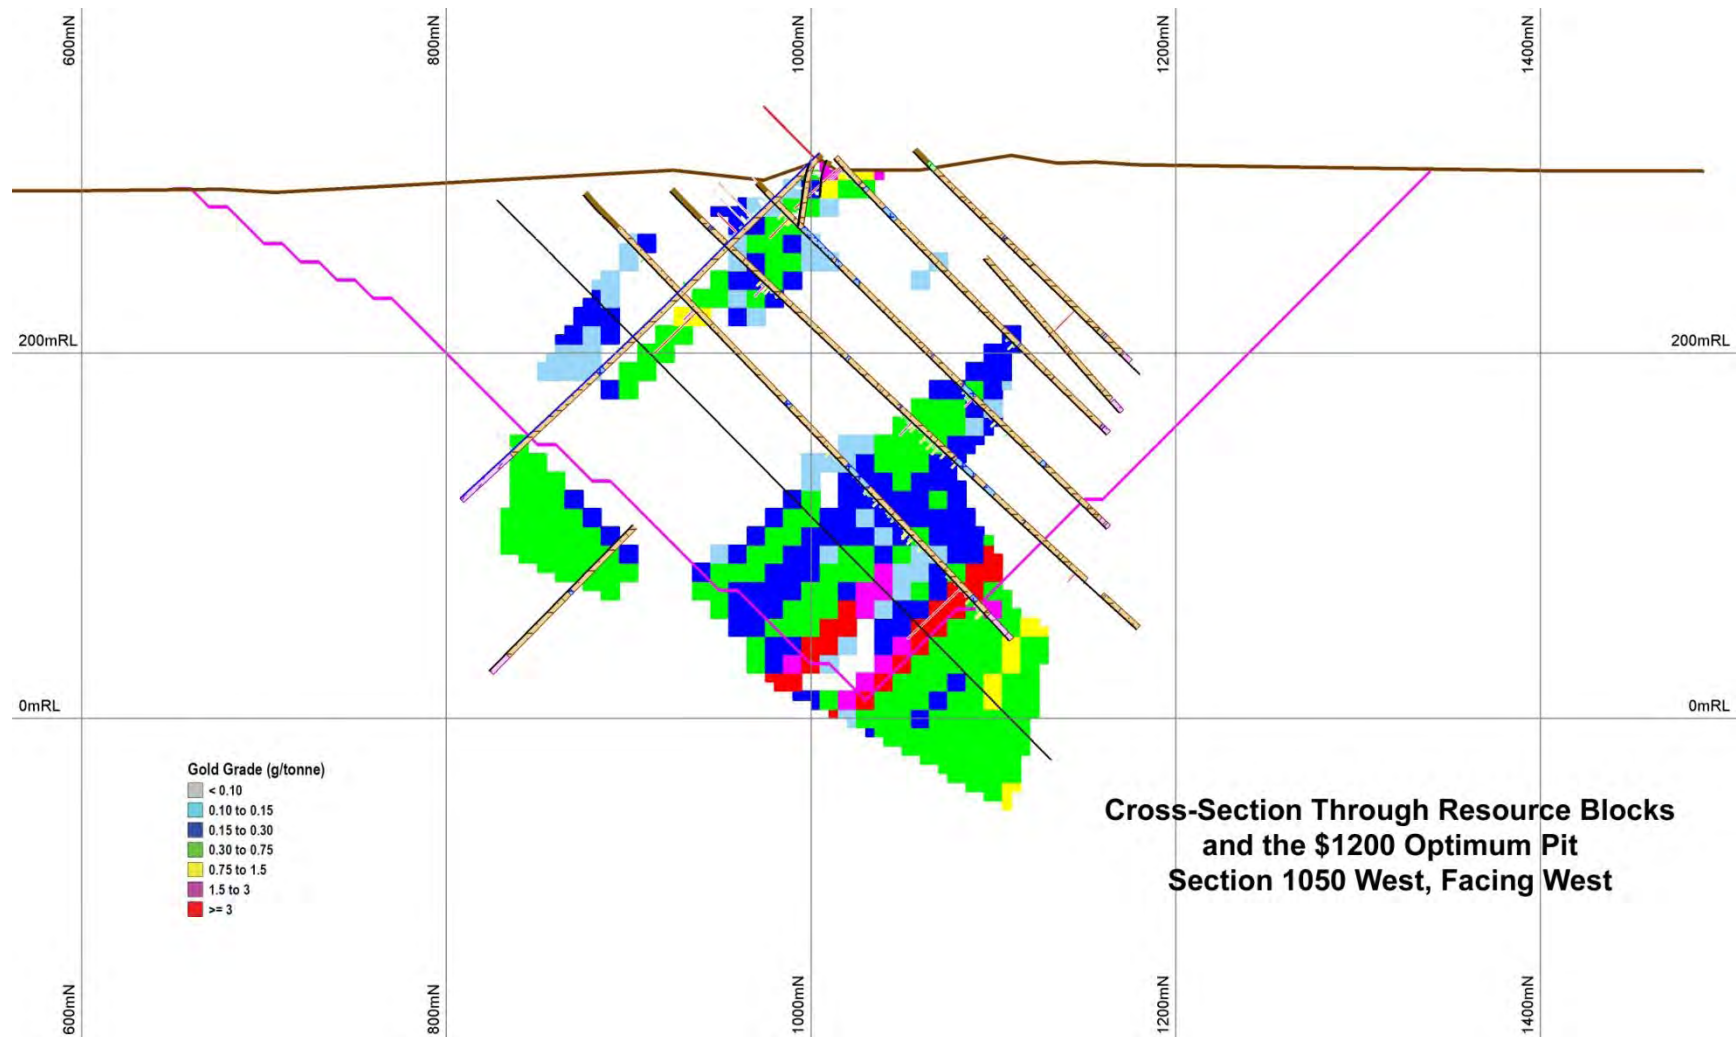 600mN
800mN
1000mN
1200mN
1400mN
200mRL
200mRL
0mRL
0mRL
Gold Grade (g/tonne)
< 0.10
0.10 to 0.15
0.15 to 0.30
0.30 to 0.75
0.75 to 1.5
1.5 to 3
>= 3
Cross-Section Through Resource Blocks
and the $1200 Optimum Pit
Section 1050 West, Facing West
600mN
800mN
1000mN
1200mN
1400mN